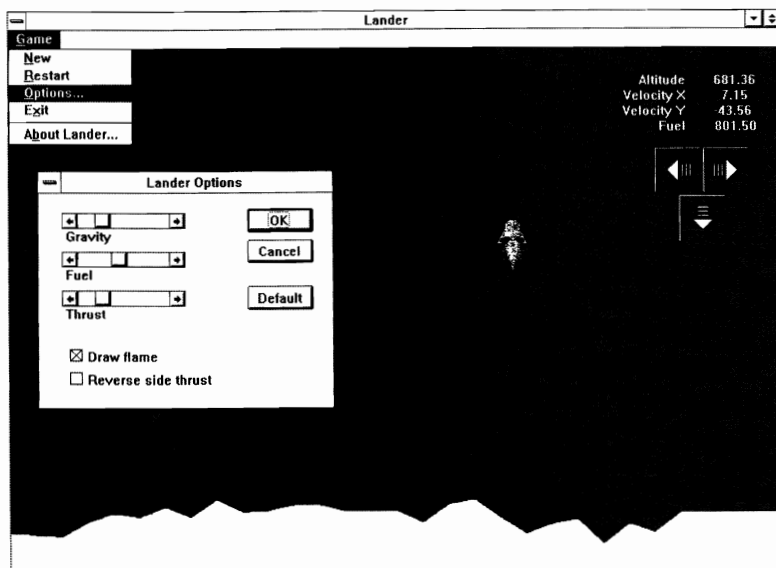 Lander
Game
New
Restart
Options...
Exit
About Lander...
Altitude 681.36
Velocity X 7.15
Velocity Y -43.56
Fuel 801.50
Lander Options
Gravity
Fuel
Thrust
OK
Cancel
Default
Draw flame
Reverse side thrust